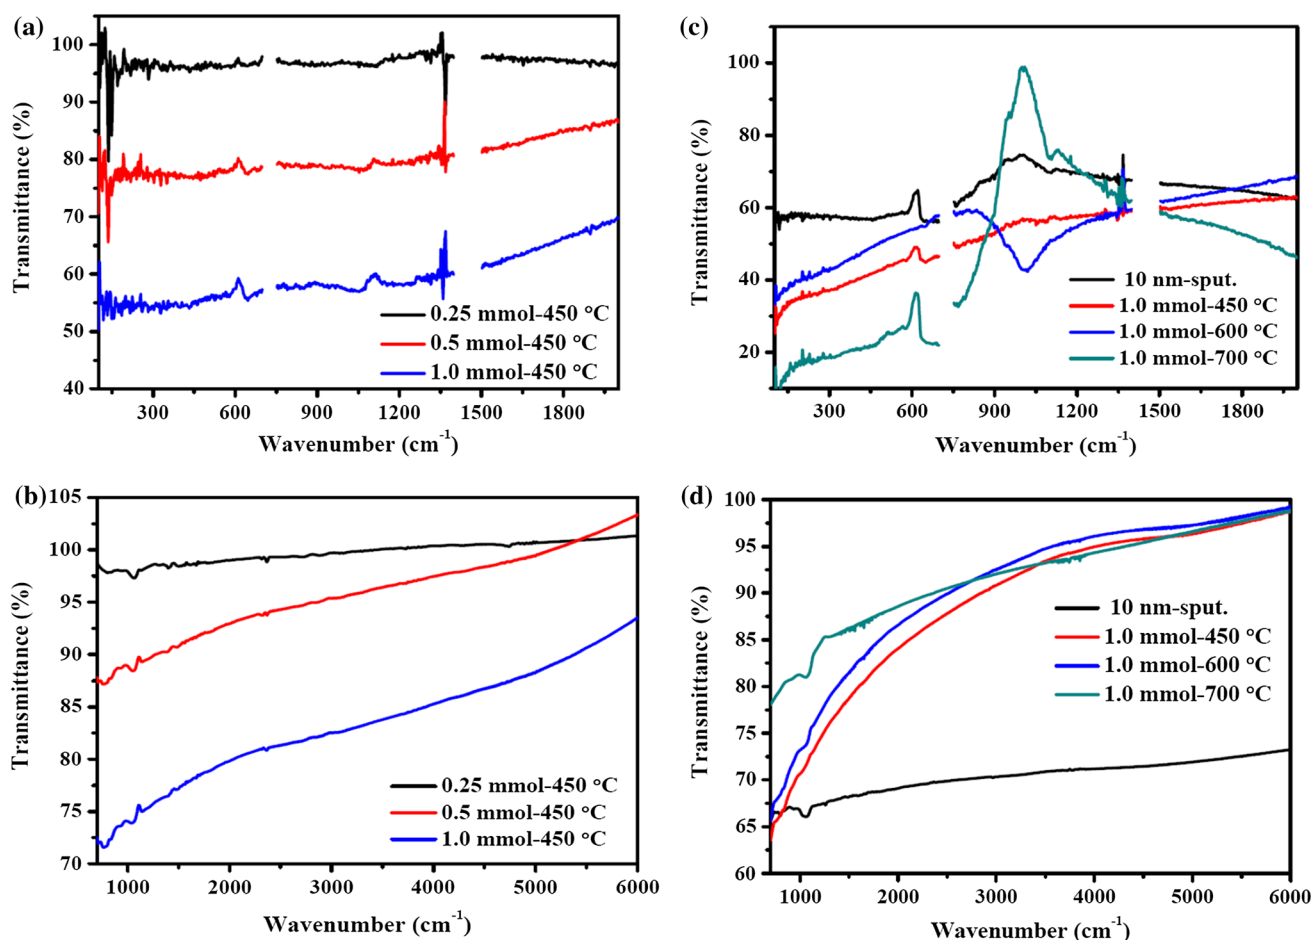 (a)
Transmittance (%)
100
90
80
70
60
50
40
0.25 mmol-450 °C
0.5 mmol-450 °C
1.0 mmol-450 °C
300 600 900 1200 1500 1800
Wavenumber (cm-1)
(c)
Transmittance (%)
100
80
60
40
20
10 nm-sput.
1.0 mmol-450 °C
1.0 mmol-600 °C
1.0 mmol-700 °C
300 600 900 1200 1500 1800
Wavenumber (cm-1)
(b)
Transmittance (%)
105
100
95
90
85
80
75
70
0.25 mmol-450 °C
0.5 mmol-450 °C
1.0 mmol-450 °C
1000 2000 3000 4000 5000 6000
Wavenumber (cm-1)
(d)
Transmittance (%)
100
95
90
85
80
75
70
65
60
10 nm-sput.
1.0 mmol-450 °C
1.0 mmol-600 °C
1.0 mmol-700 °C
1000 2000 3000 4000 5000 6000
Wavenumber (cm-1)